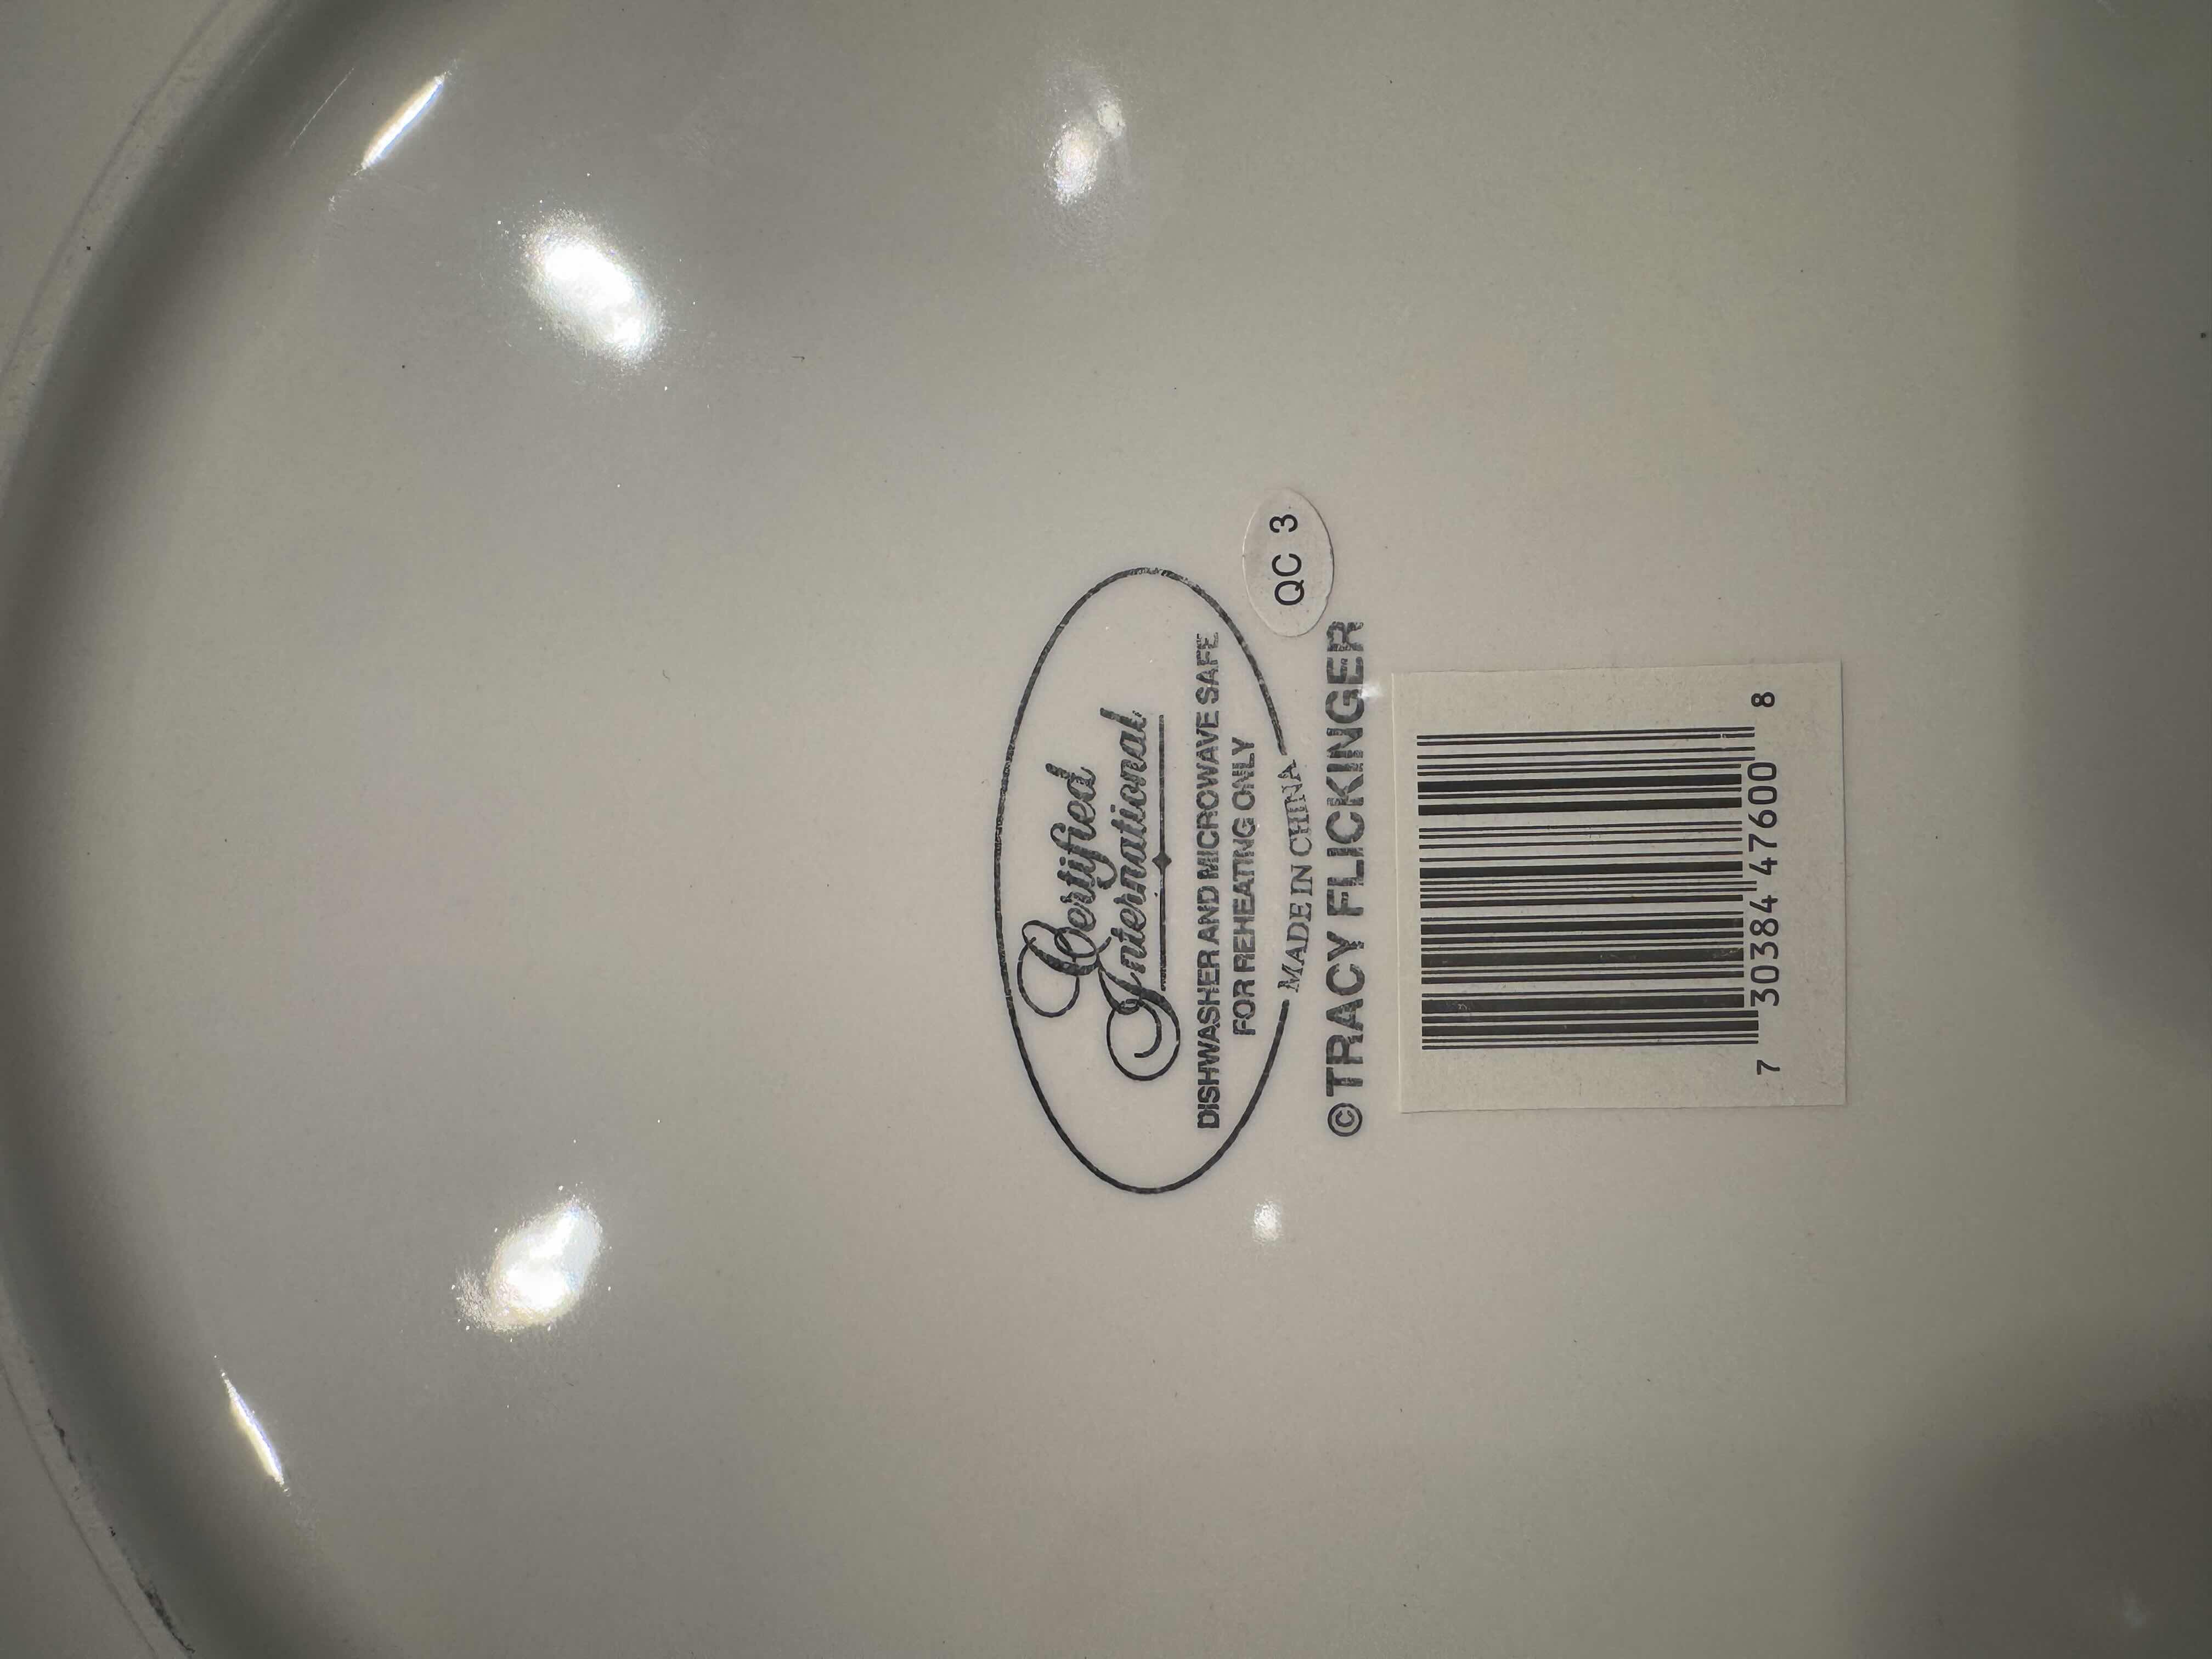 Certified
International
DISHWASHER AND MICROWAVE SAFE
FOR REHEATING ONLY
MADE IN CHINA
QC 3
© TRACY FLICKINGER
7 30384 47600 8